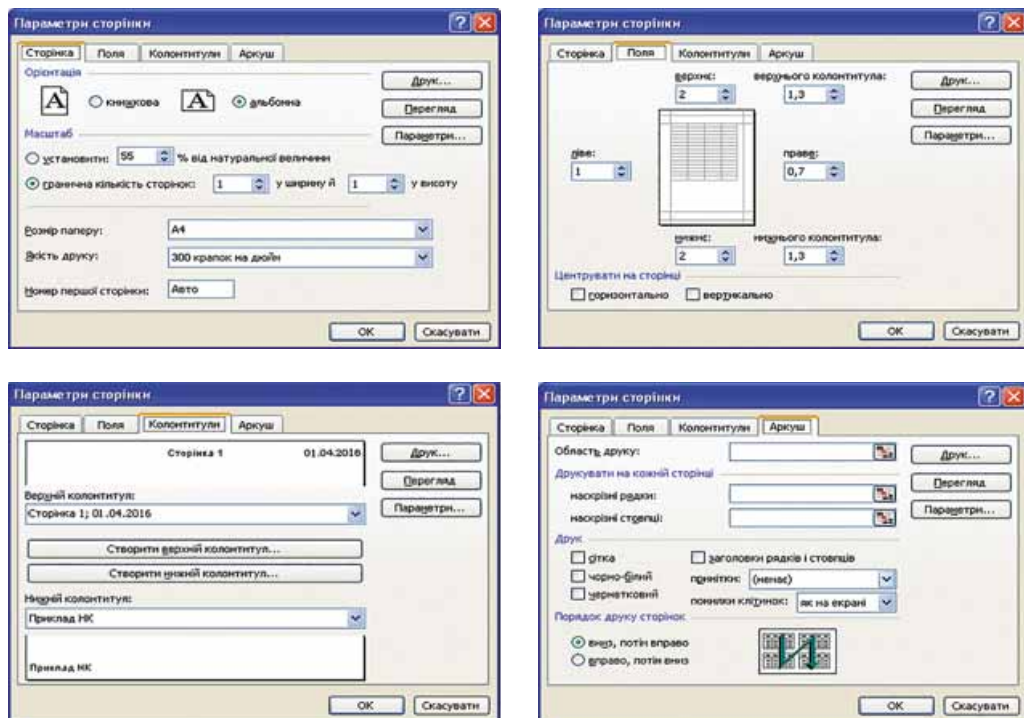 Параметри сторінки
Сторінка Поля Колонтитули Аркуш
Орієнтація
А книжкова А альбомна
Друк...
Перегляд
Параметри...
Масштаб
установити: 55 % від натуральної величини
гранична кількість сторінок: 1 у ширину й 1 у висоту
Розмір паперу: А4
Якість друку: 300 крапок на дюйм
Номер першої сторінки: Авто
ОК Скасувати
Параметри сторінки
Сторінка Поля Колонтитули Аркуш
верхнє: верхнього колонтитула:
2 1,3
Друк...
Перегляд
Параметри...
ліве: праве:
1 0,7
нижнє: нижнього колонтитула:
2 1,3
Центрувати на сторінці
горизонтально вертикально
ОК Скасувати
Параметри сторінки
Сторінка Поля Колонтитули Аркуш
Сторінка 1 01.04.2016
Друк...
Перегляд
Параметри...
Верхній колонтитул:
Сторінка 1; 01.04.2016
Створити верхній колонтитул...
Створити нижній колонтитул...
Нижній колонтитул:
Приклад НК
Приклад НК
ОК Скасувати
Параметри сторінки
Сторінка Поля Колонтитули Аркуш
Область друку:
Друк...
Перегляд
Параметри...
Друкувати на кожній сторінці
наскрізні рядки:
наскрізні стовпці:
Друк
сітка заголовки рядків і стовпців
чорно-білий приміток: (немає)
чернетковий помилки клітинок: як на екрані
Порядок друку сторінок
вниз, потім вправо
вправо, потім вниз
ОК Скасувати